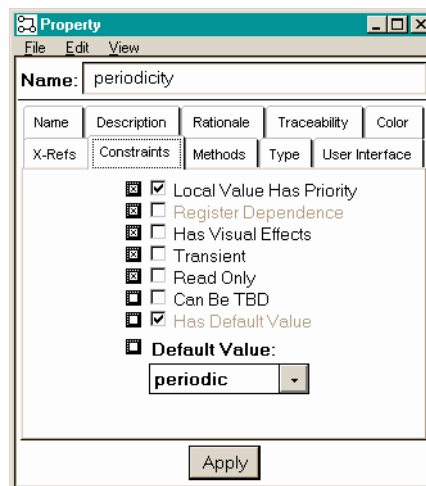 Property
File Edit View
Name: periodicity
Name Description Rationale Traceability Color
X-Refs Constraints Methods Type User Interface
Local Value Has Priority
Register Dependence
Has Visual Effects
Transient
Read Only
Can Be TBD
Has Default Value
Default Value:
periodic
Apply